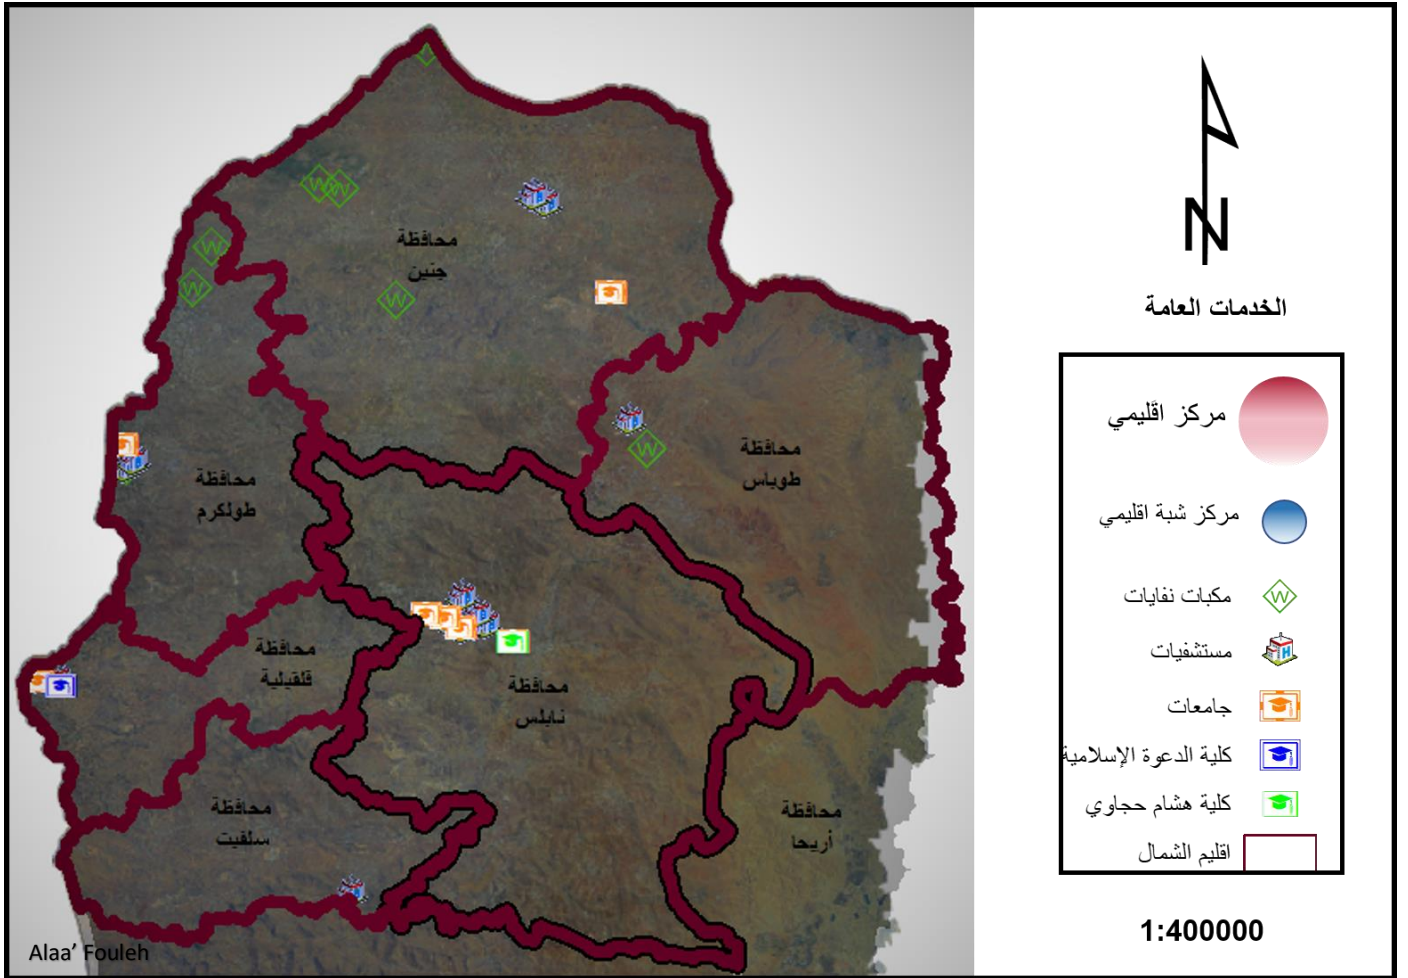 محافظة
جنين
محافظة
طوباس
محافظة
طولكرم
محافظة
قلقيلية
محافظة
نابلس
محافظة
سلفيت
محافظة
أريحا
Alaa’ Fouleh
N
الخدمات العامة
مركز اقليمي
مركز شبة اقليمي
W مكبات نفايات
H مستشفيات
جامعات
كلية الدعوة الإسلامية
كلية هشام حجاوي
اقليم الشمال
1:400000